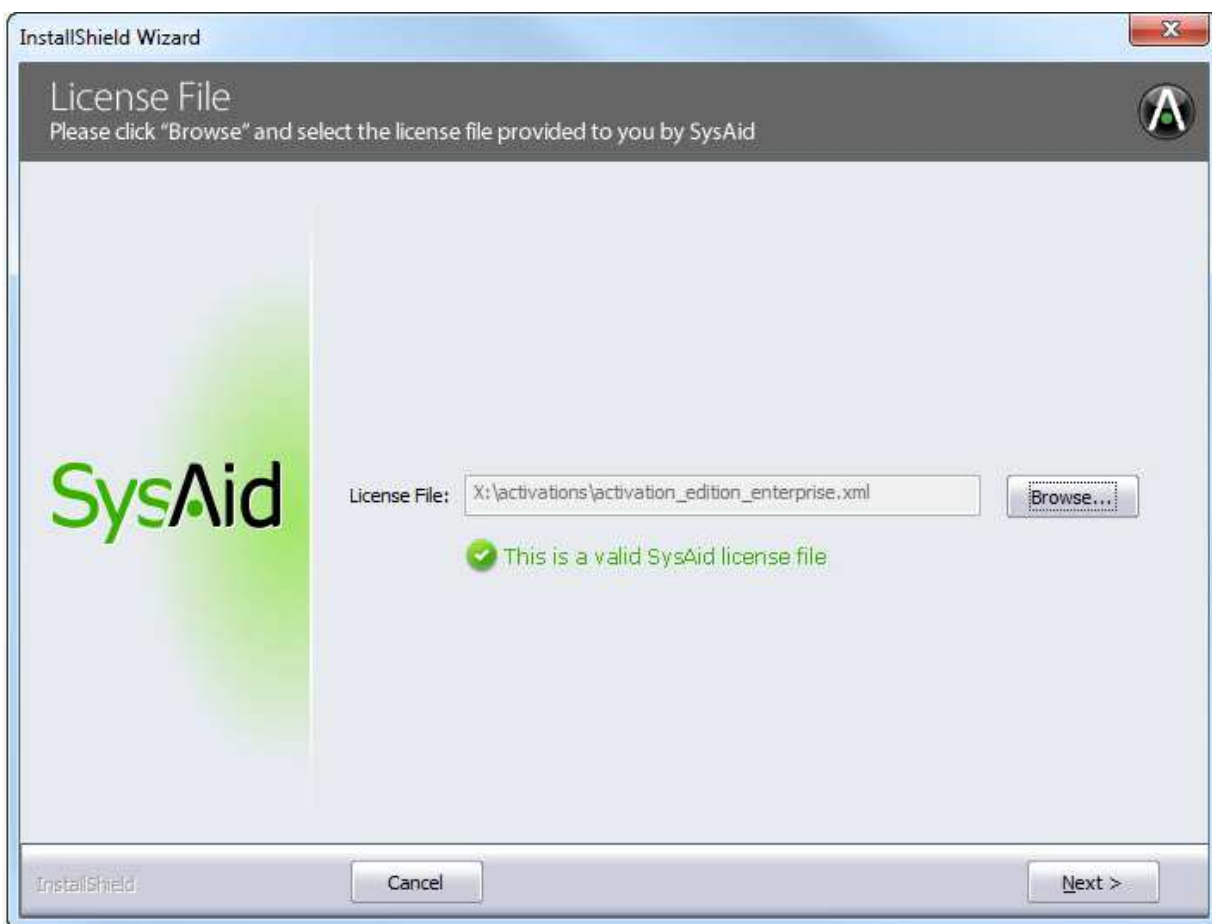 InstallShield Wizard
License File
Please click “Browse” and select the license file provided to you by SysAid
SysAid
License File:
X:\activations\activation_edition_enterprise.xml
Browse...
This is a valid SysAid license file
InstallShield
Cancel
Next >